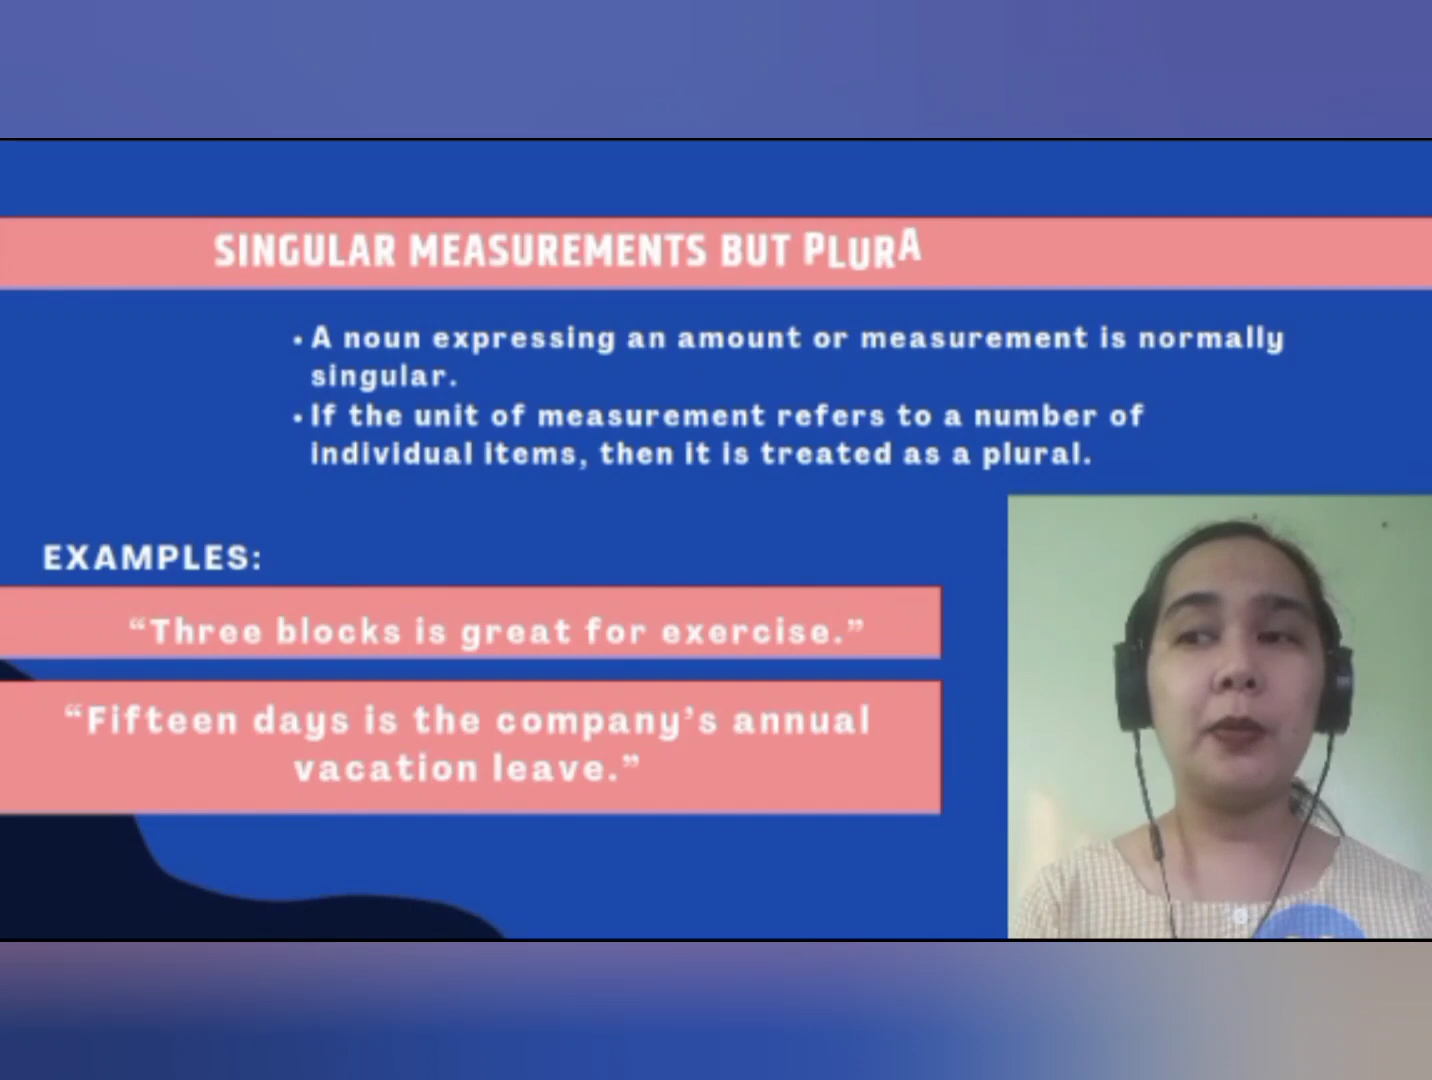 SINGULAR MEASUREMENTS BUT PLURA
• A noun expressing an amount or measurement is normally
singular.
• If the unit of measurement refers to a number of
individual items, then it is treated as a plural.
EXAMPLES:
“Three blocks is great for exercise.”
“Fifteen days is the company’s annual
vacation leave.”